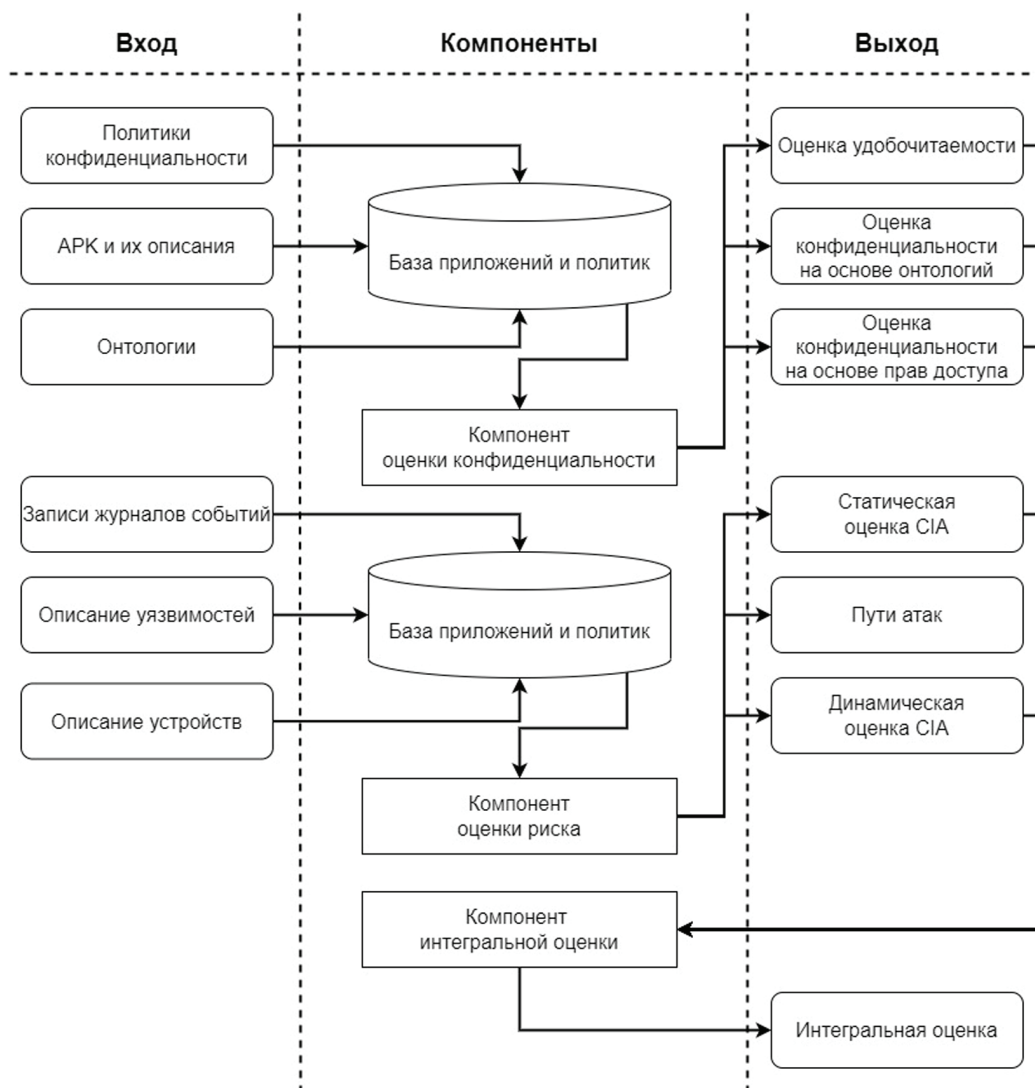 Вход
Компоненты
Выход
Политики
конфиденциальности
Оценка удобочитаемости
APK и их описания
База приложений и политик
Оценка
конфиденциальности
на основе онтологий
Онтологии
Оценка
конфиденциальности
на основе прав доступа
Компонент
оценки конфиденциальности
Записи журналов событий
Статическая
оценка CIA
Описание уязвимостей
База приложений и политик
Пути атак
Описание устройств
Динамическая
оценка CIA
Компонент
оценки риска
Компонент
интегральной оценки
Интегральная оценка